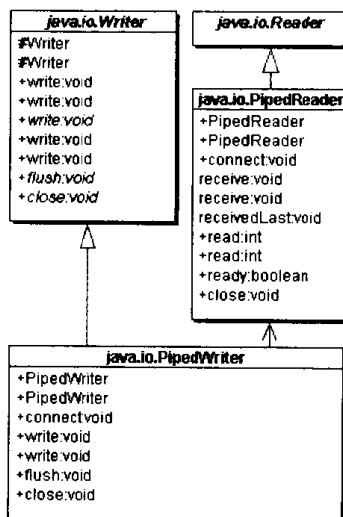 java.io.Writer
#Writer
#Writer
+write:void
+write:void
+write:void
+write:void
+write:void
+flush:void
+close:void
java.io.Reader
java.io.PipedReader
+PipedReader
+PipedReader
+connect:void
receive:void
receive:void
receivedLast:void
+read:int
+read:int
+ready:boolean
+close:void
java.io.PipedWriter
+PipedWriter
+PipedWriter
+connect:void
+write:void
+write:void
+flush:void
+close:void